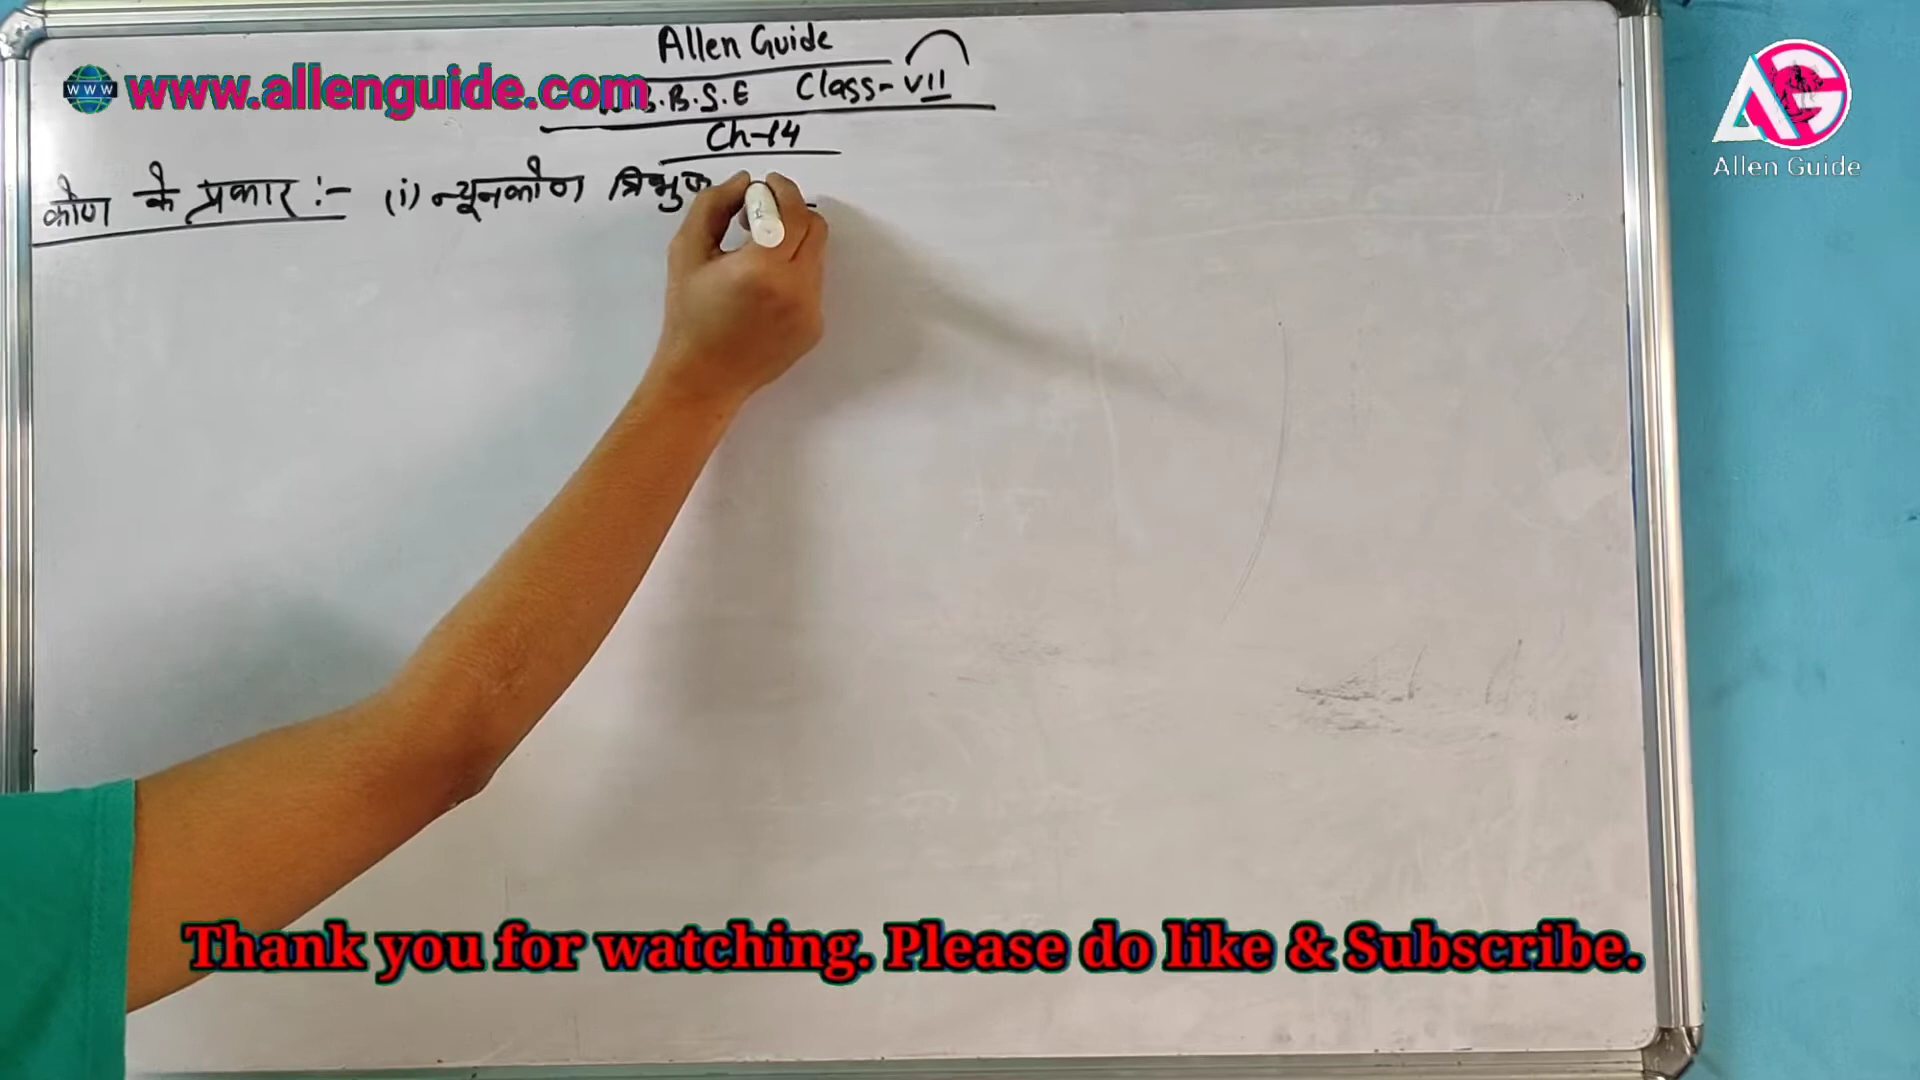 Allen Guide
www.allenguide.com
B.S.E Class-VII
Ch-14
कोण के प्रकार :- (i) न्यूनकोण त्रिभुज
AG
Allen Guide
Thank you for watching. Please do like & Subscribe.